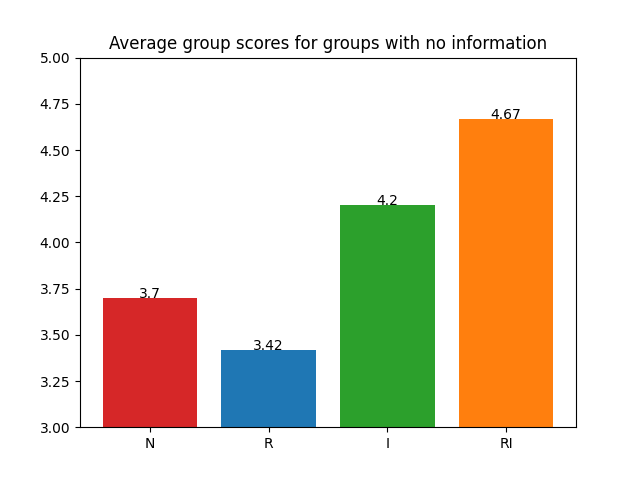 Average group scores for groups with no information
5.00
4.75
4.50
4.25
4.00
3.75
3.50
3.25
3.00
3.7
3.42
4.2
4.67
N
R
I
RI